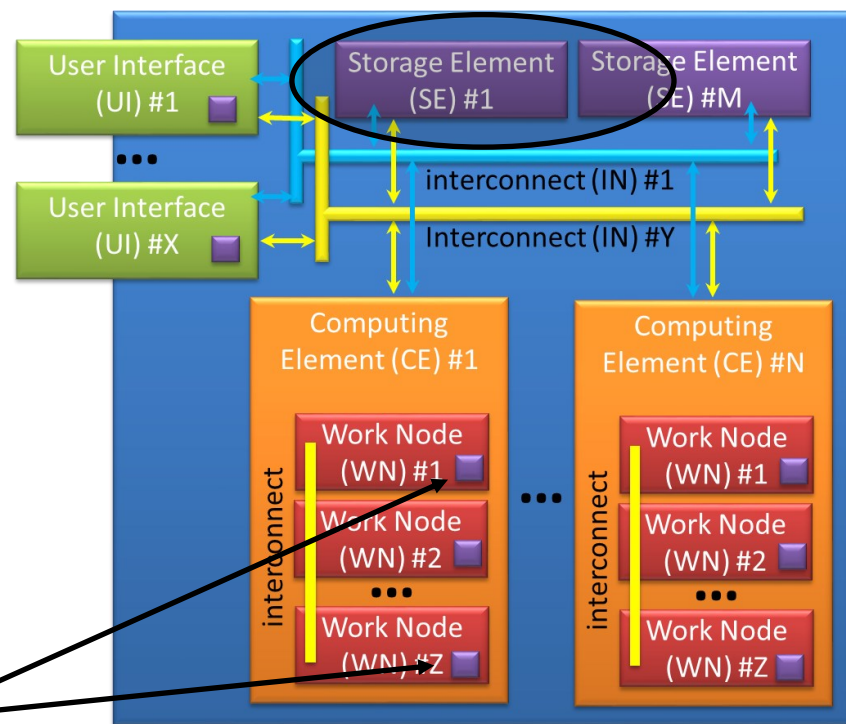 User Interface
(UI) #1
...
User Interface
(UI) #X
Storage Element
(SE) #1
Storage Element
(SE) #M
interconnect (IN) #1
Interconnect (IN) #Y
Computing
Element (CE) #1
interconnect
Work Node
(WN) #1
Work Node
(WN) #2
...
Work Node
(WN) #Z
...
Computing
Element (CE) #N
interconnect
Work Node
(WN) #1
Work Node
(WN) #2
...
Work Node
(WN) #Z